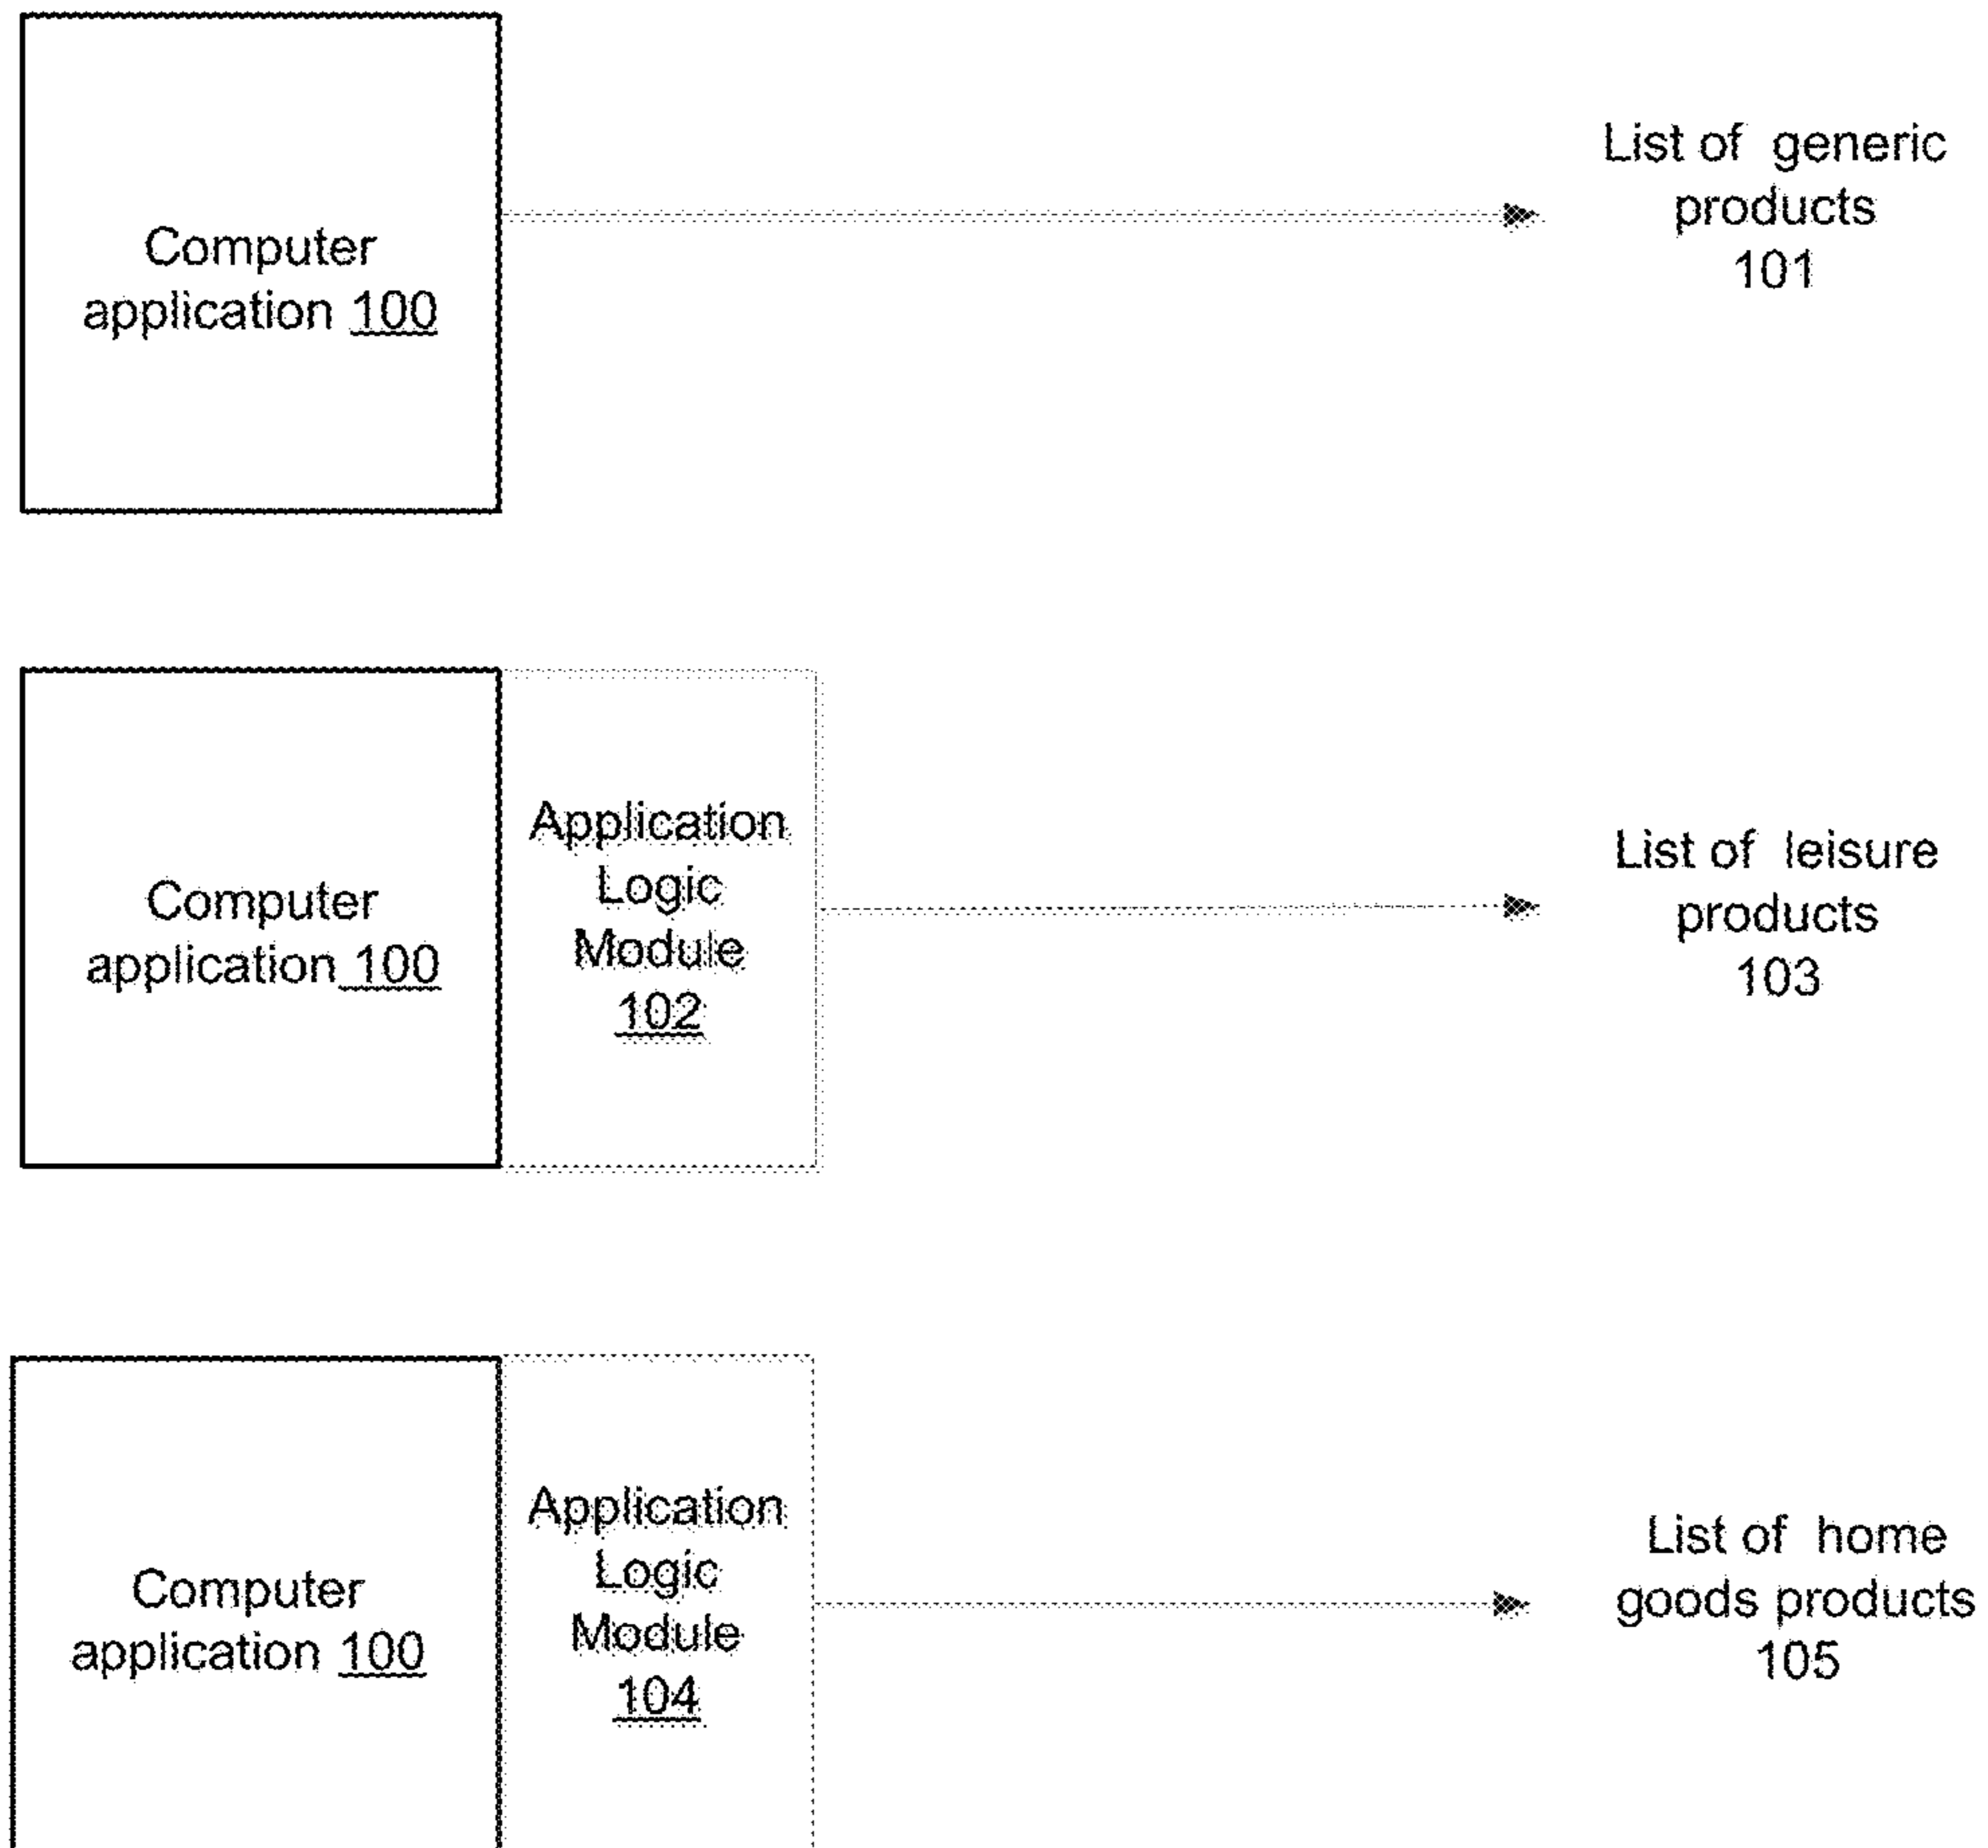 Computer
application 100
List of generic
products
101
Computer
application 100
Application
Logic
Module
102
List of leisure
products
103
Computer
application 100
Application
Logic
Module
104
List of home
goods products
105